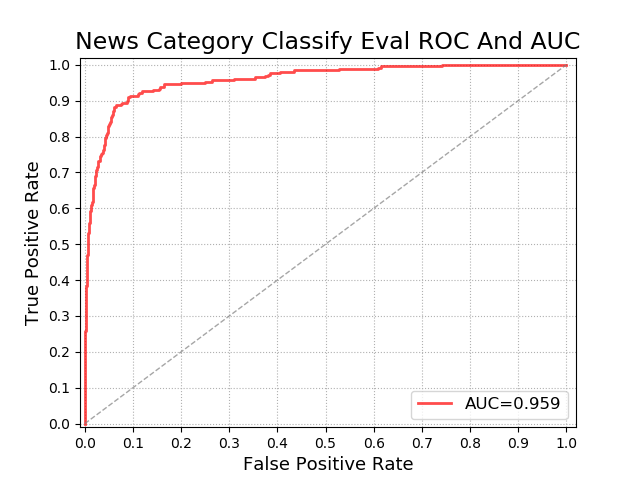 News Category Classify Eval ROC And AUC
True Positive Rate
1.0
0.9
0.8
0.7
0.6
0.5
0.4
0.3
0.2
0.1
0.0
AUC=0.959
0.0 0.1 0.2 0.3 0.4 0.5 0.6 0.7 0.8 0.9 1.0
False Positive Rate